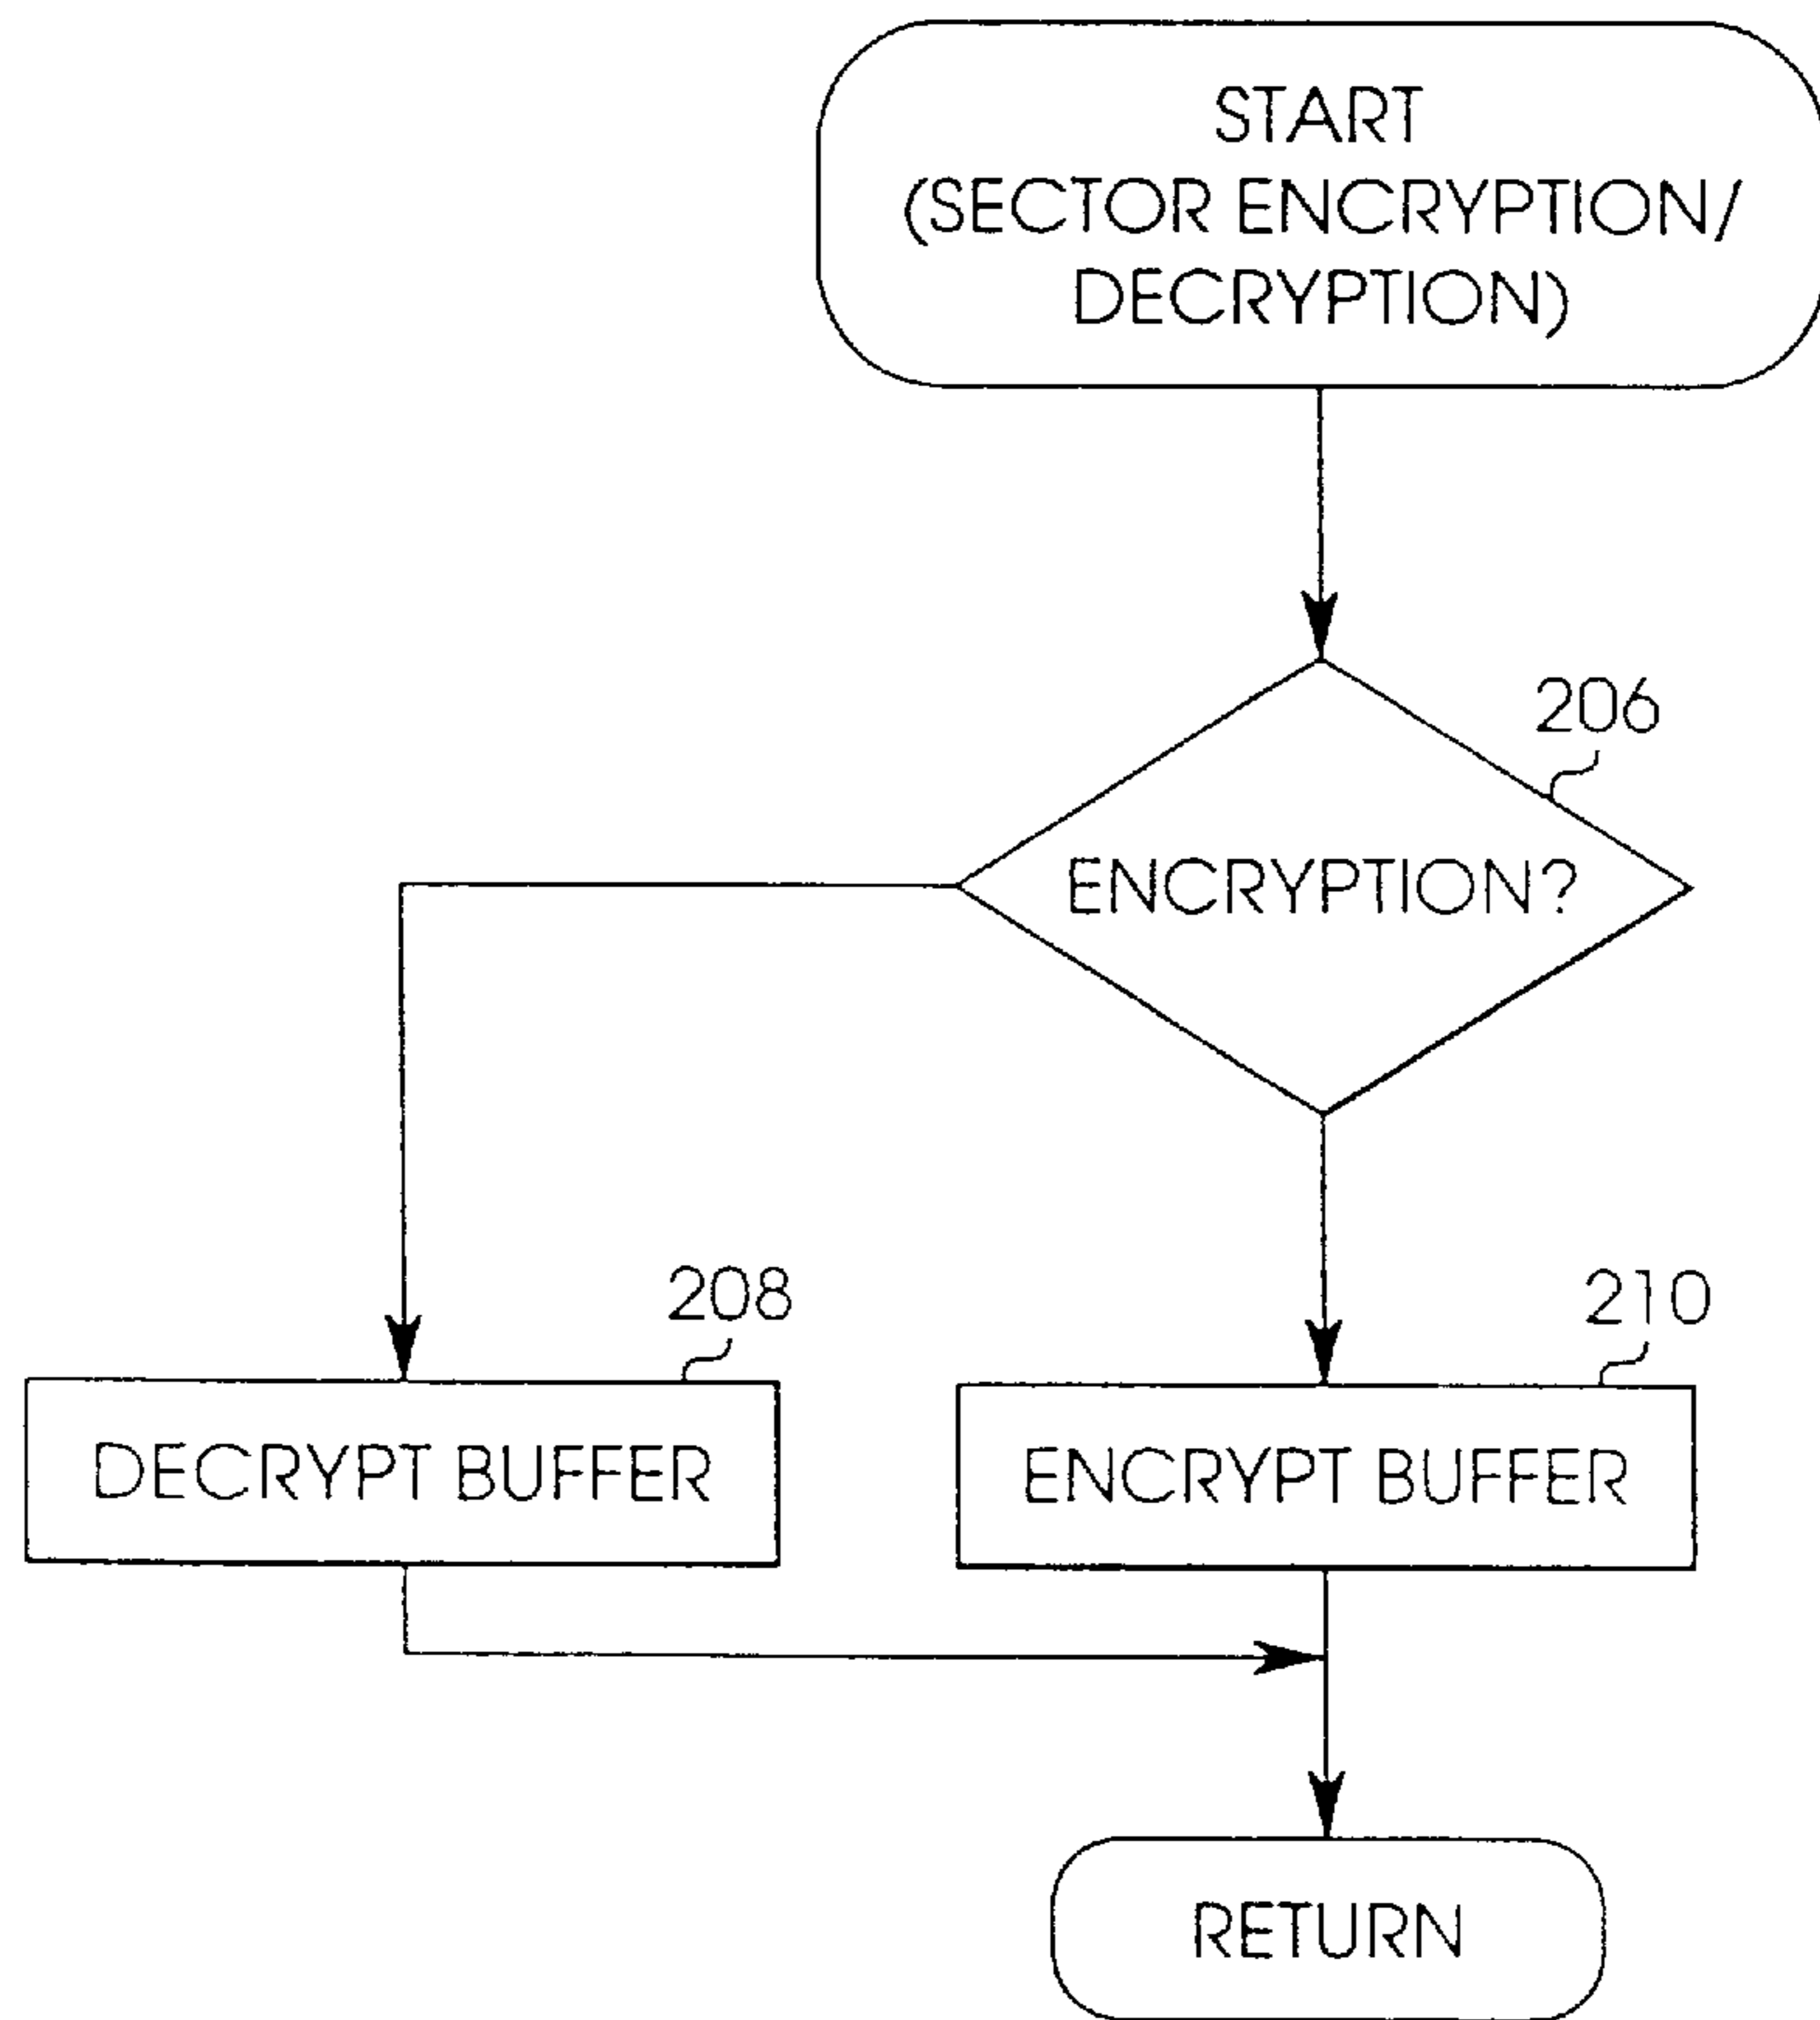 START
(SECTOR ENCRYPTION/
DECRYPTION)
206
ENCRYPTION?
208
210
DECRYPT BUFFER
ENCRYPT BUFFER
RETURN